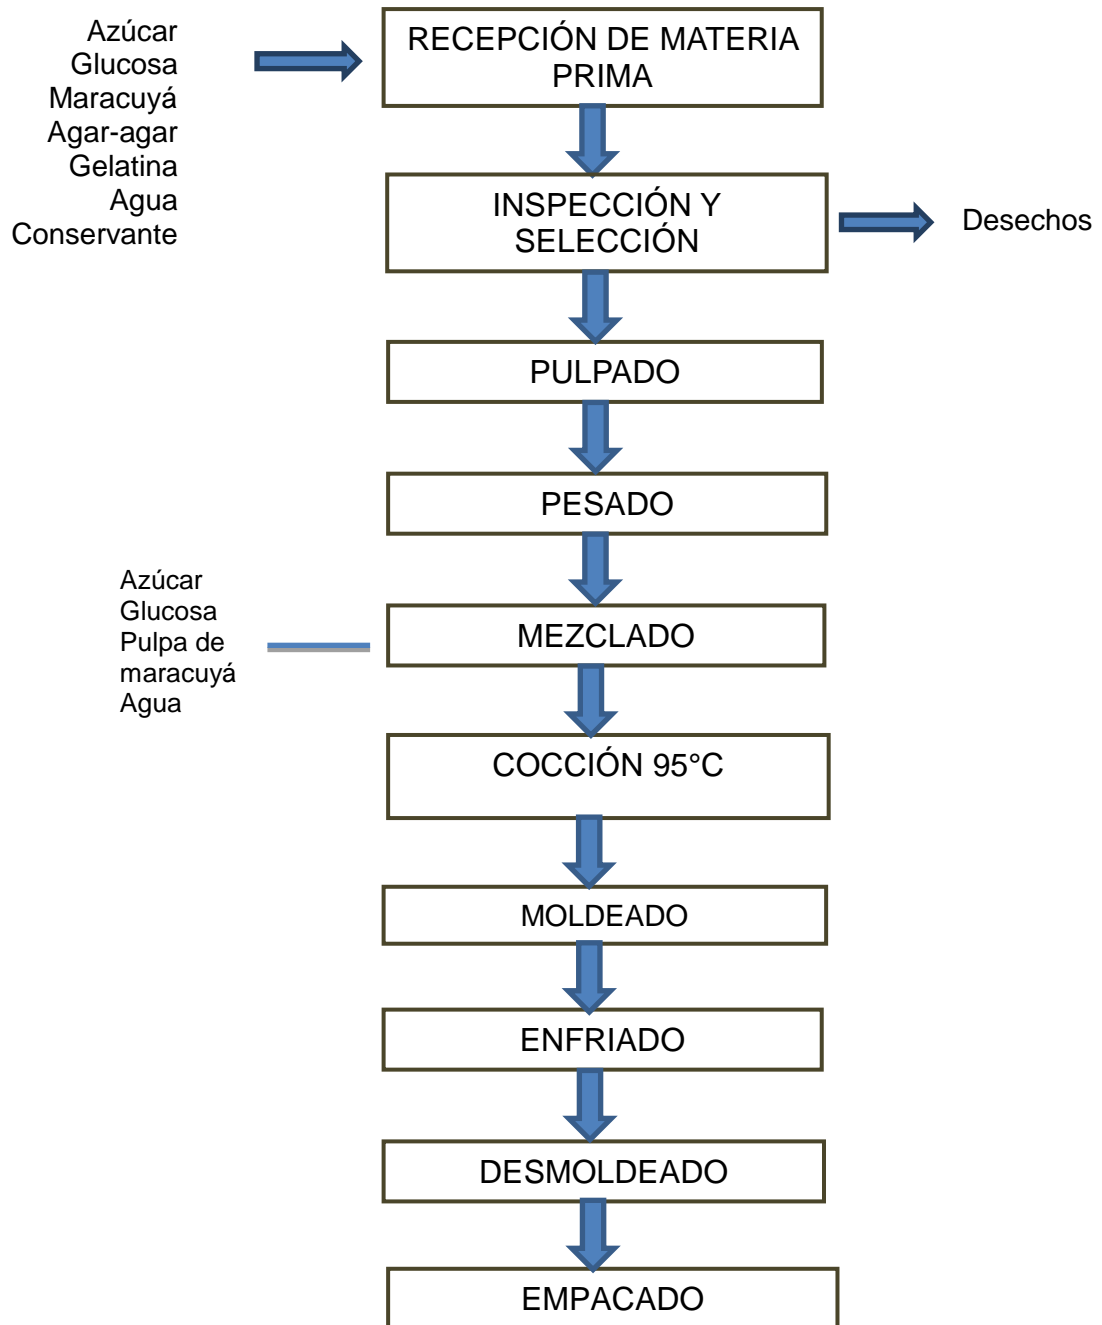 Azúcar
Glucosa
Maracuyá
Agar-agar
Gelatina
Agua
Conservante
RECEPCIÓN DE MATERIA
PRIMA
INSPECCIÓN Y
SELECCIÓN
Desechos
PULPADO
PESADO
Azúcar
Glucosa
Pulpa de
maracuyá
Agua
MEZCLADO
COCCIÓN 95°C
MOLDEADO
ENFRIADO
DESMOLDEADO
EMPACADO